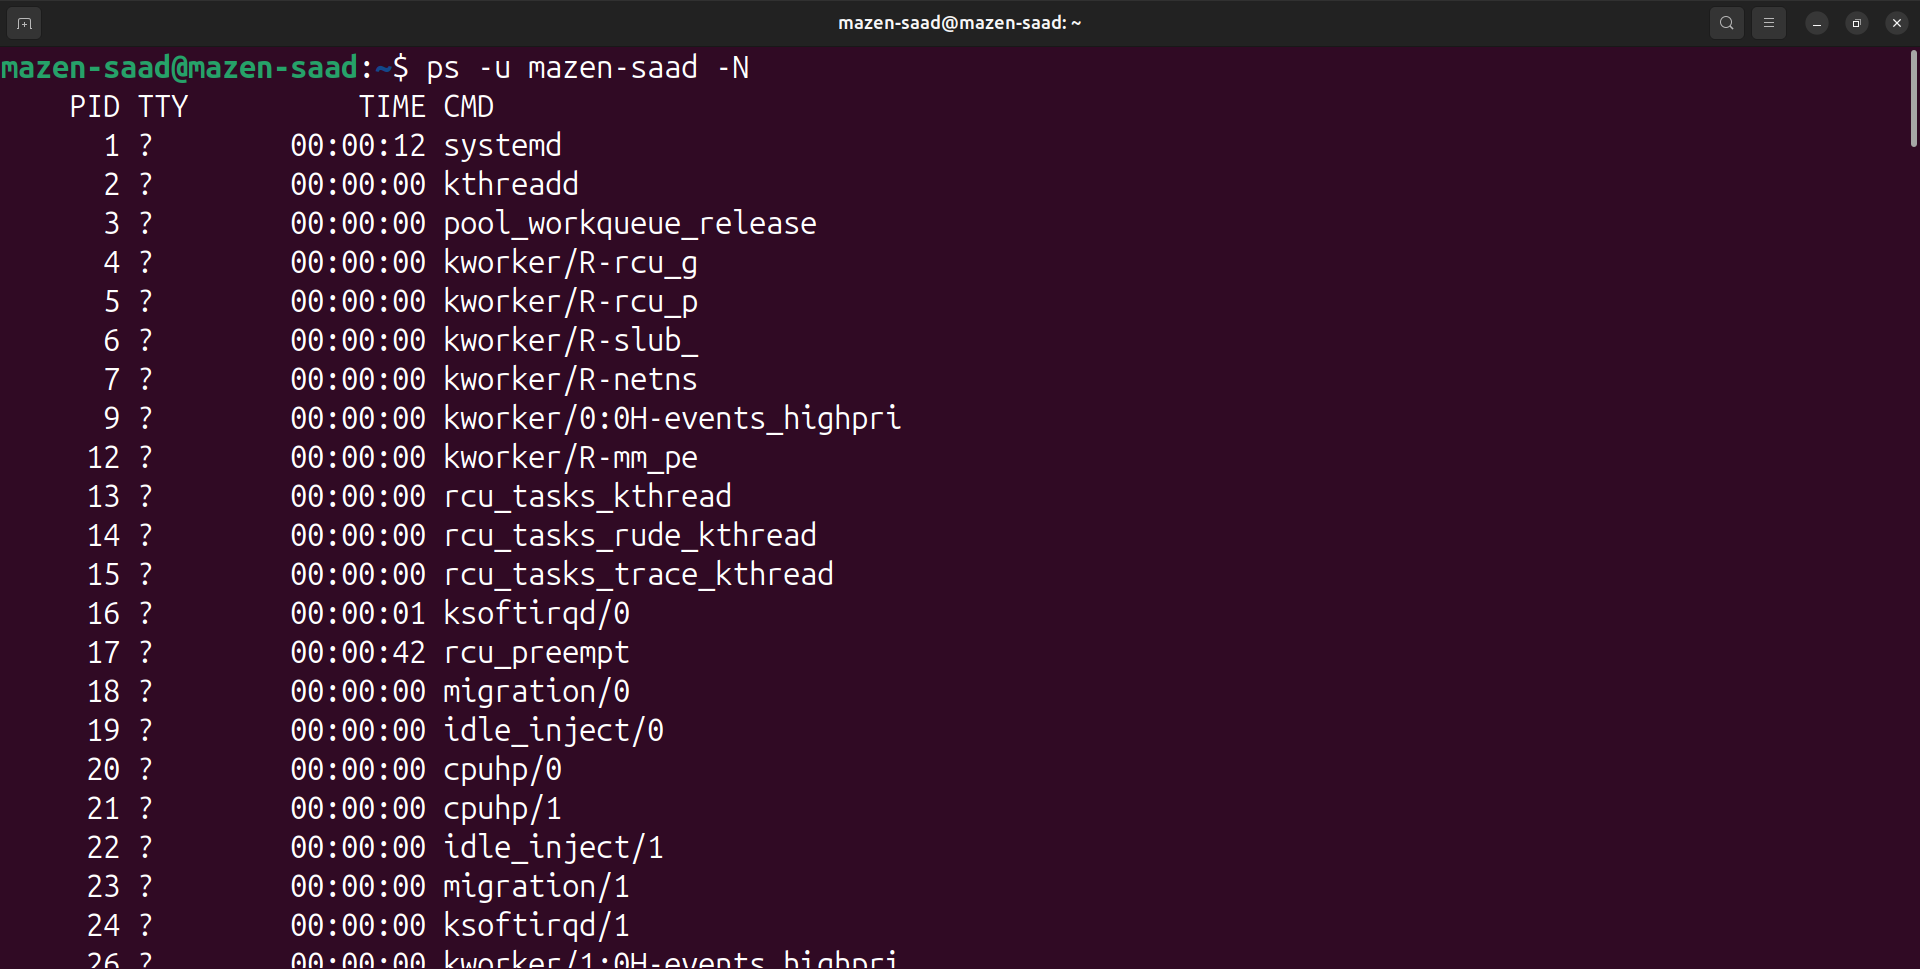 mazen-saad@mazen-saad: ~
mazen-saad@mazen-saad:~$ ps -u mazen-saad -N
    PID TTY          TIME CMD
      1 ?        00:00:12 systemd
      2 ?        00:00:00 kthreadd
      3 ?        00:00:00 pool_workqueue_release
      4 ?        00:00:00 kworker/R-rcu_g
      5 ?        00:00:00 kworker/R-rcu_p
      6 ?        00:00:00 kworker/R-slub_
      7 ?        00:00:00 kworker/R-netns
      9 ?        00:00:00 kworker/0:0H-events_highpri
     12 ?        00:00:00 kworker/R-mm_pe
     13 ?        00:00:00 rcu_tasks_kthread
     14 ?        00:00:00 rcu_tasks_rude_kthread
     15 ?        00:00:00 rcu_tasks_trace_kthread
     16 ?        00:00:01 ksoftirqd/0
     17 ?        00:00:42 rcu_preempt
     18 ?        00:00:00 migration/0
     19 ?        00:00:00 idle_inject/0
     20 ?        00:00:00 cpuhp/0
     21 ?        00:00:00 cpuhp/1
     22 ?        00:00:00 idle_inject/1
     23 ?        00:00:00 migration/1
     24 ?        00:00:00 ksoftirqd/1
     26 ?        00:00:00 kworker/1:0H-events_highpri